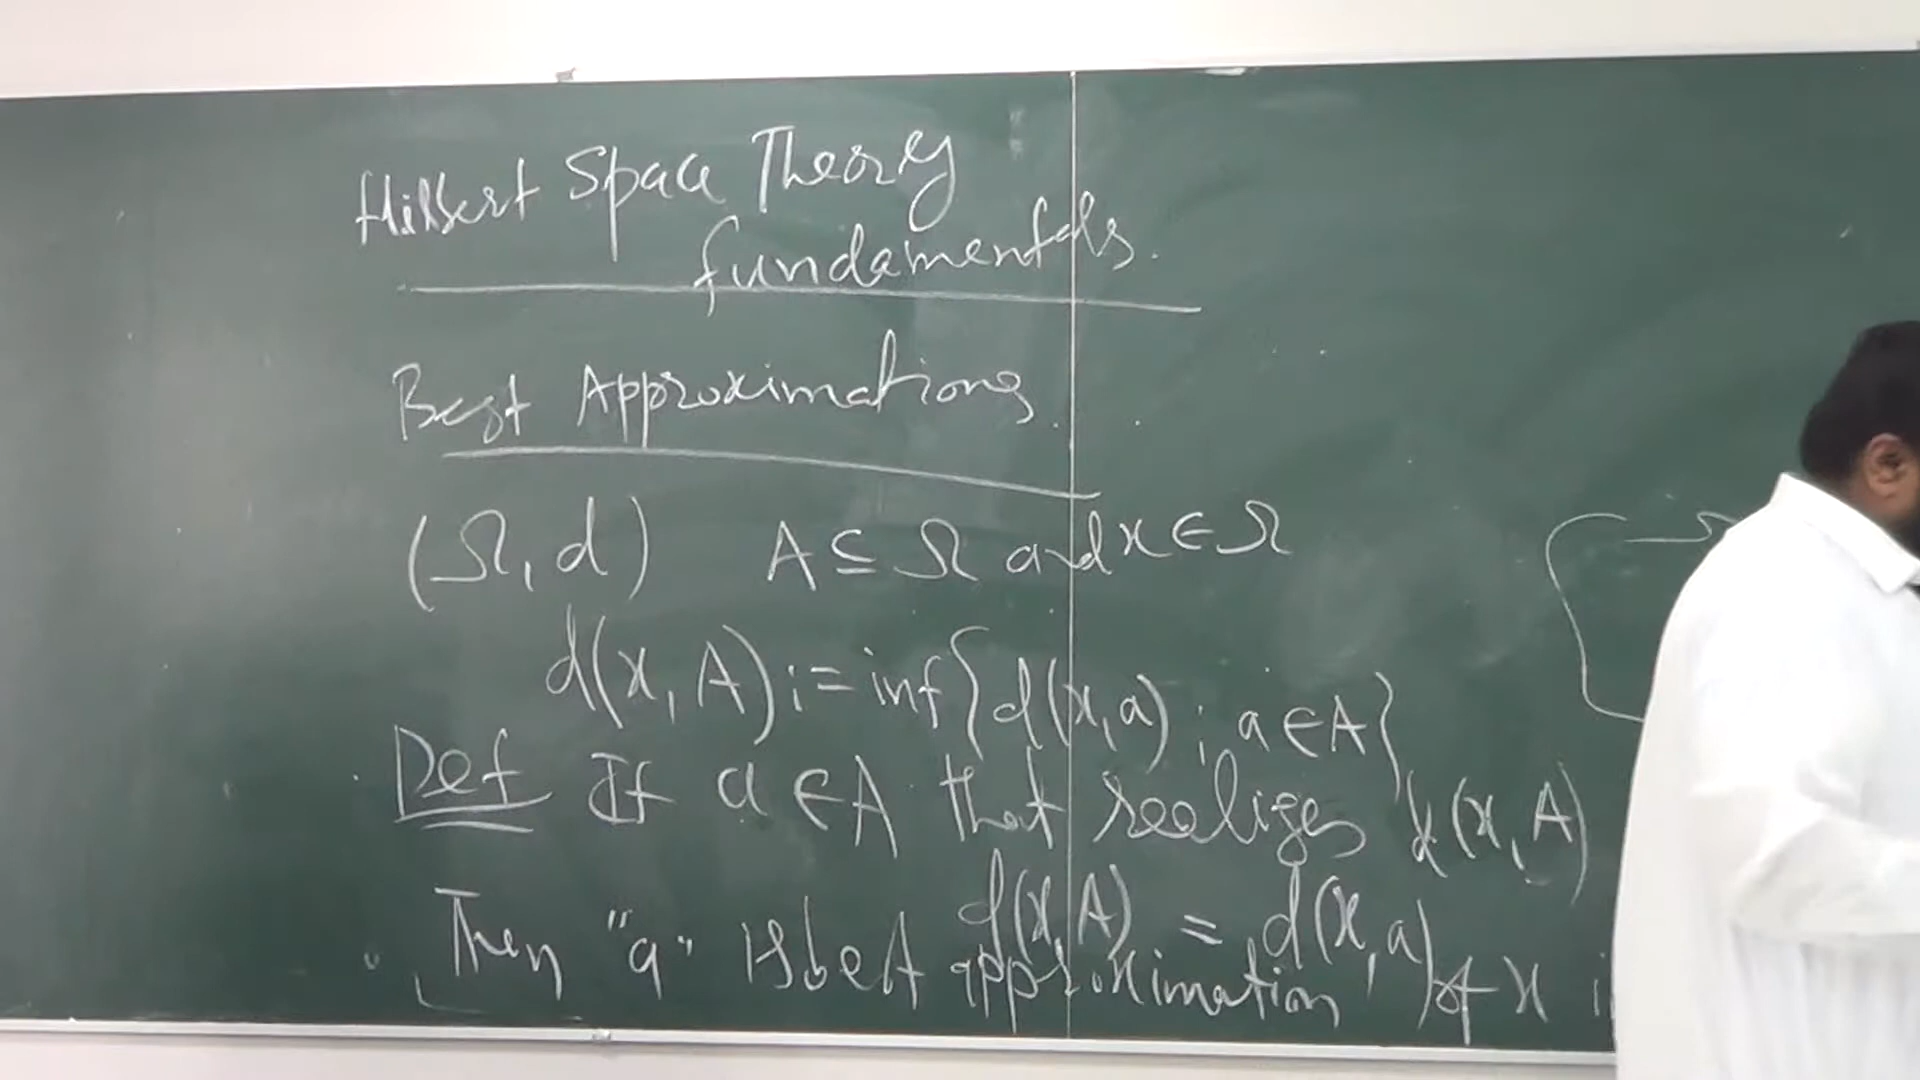 Hilbert Space Theory
fundamentals.
Best Approximations.
(Ω, d) A ⊆ Ω and x ∈ Ω
d(x, A) := inf{d(x, a) ; a ∈ A}
Def If a ∈ A that realizes d(x, A)
d(x, A) = d(x, a)
Then "a" is best approximation of x i